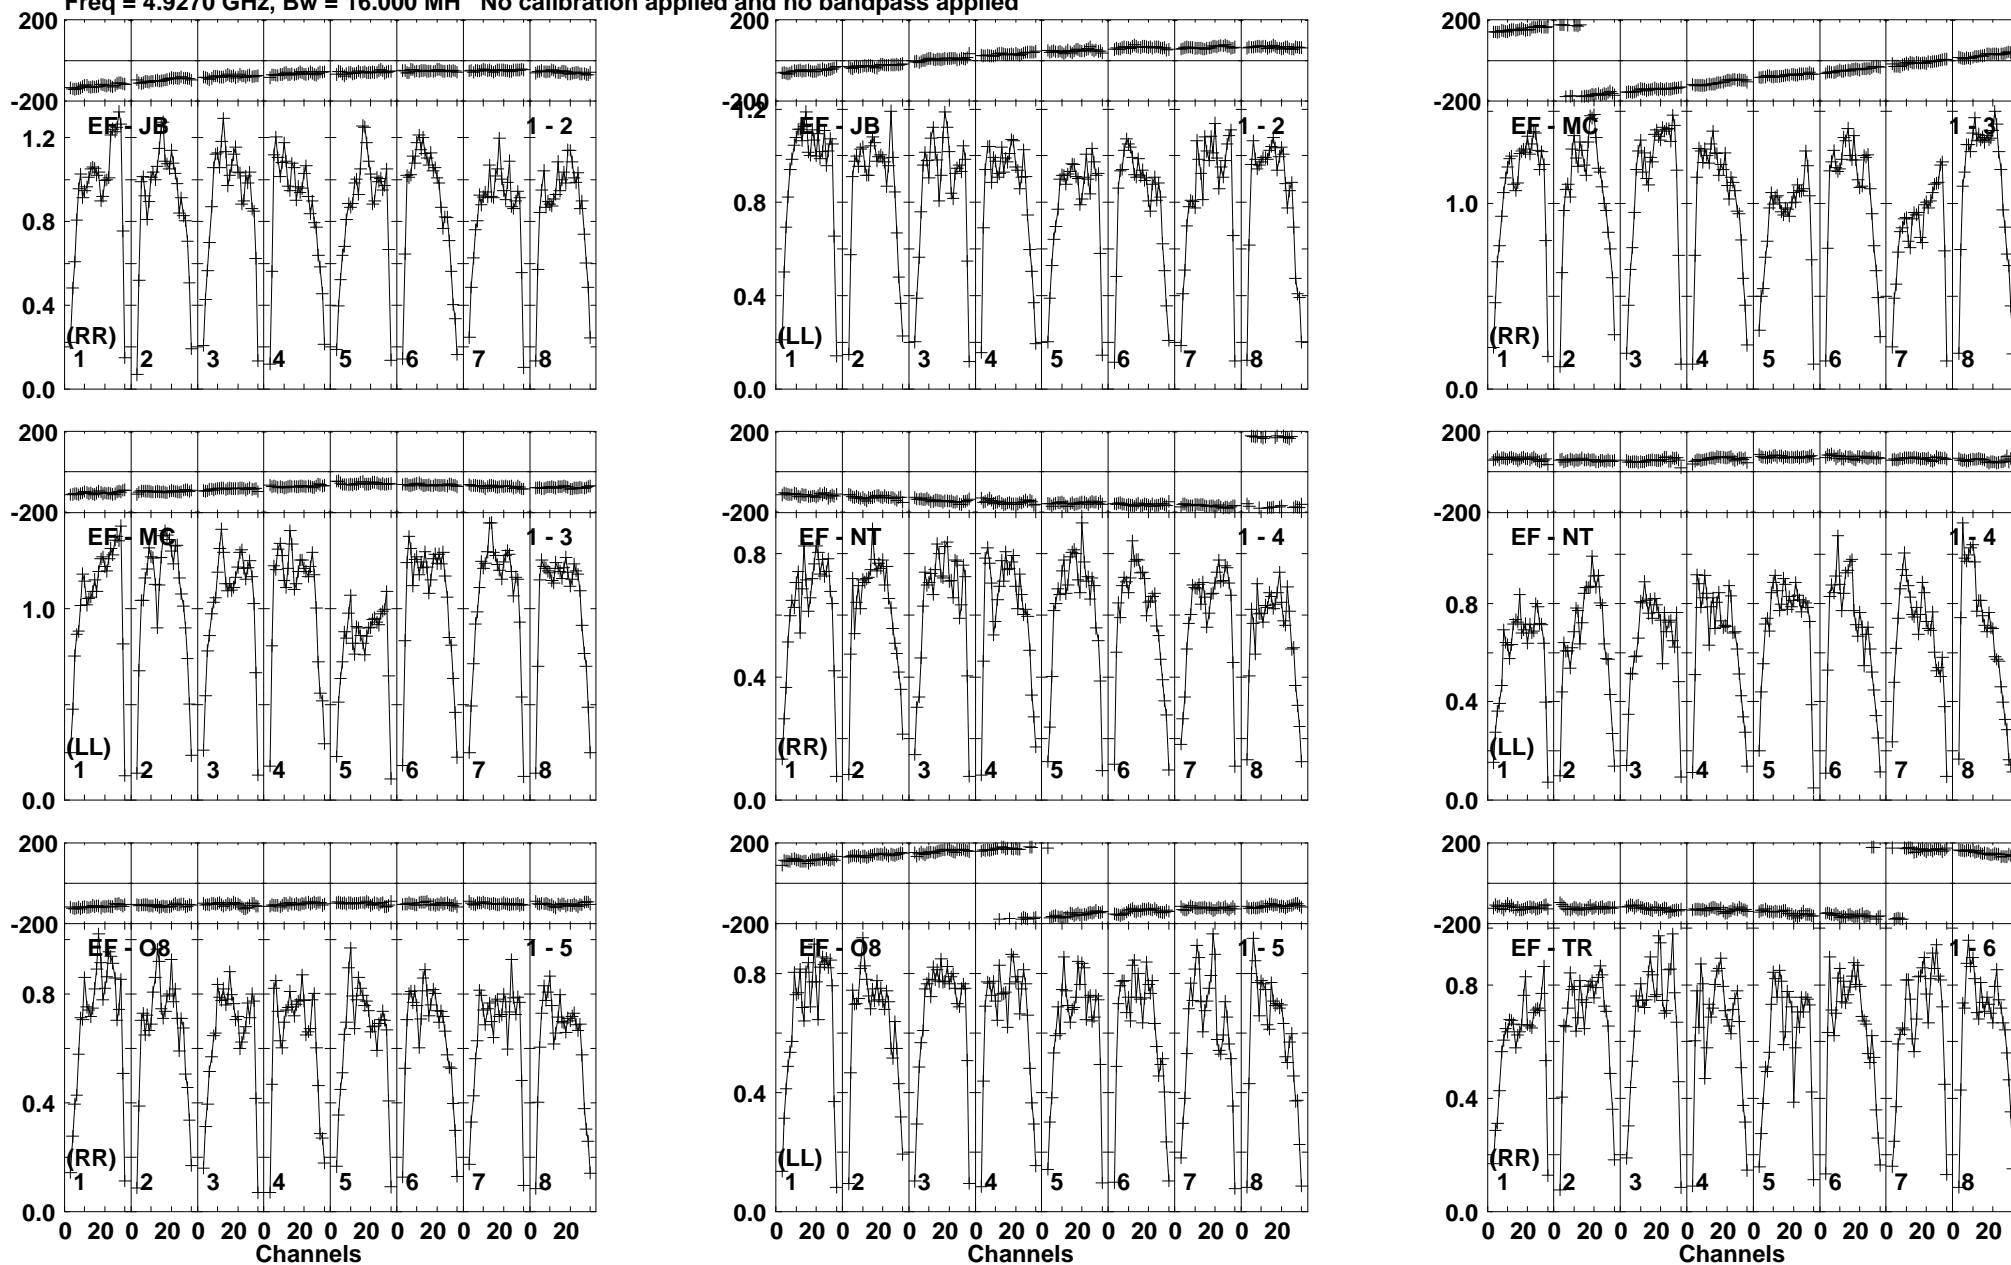 Freq = 4.9270 GHz, Bw = 16.000 MH No calibration applied and no bandpass applied
200 200 200
-200 -200 -200
EF - JB 1 - 2 1.2 EF - JB 1 - 2 EF - MC 1 - 3
1.2
0.8 0.8 1.0
0.4 0.4
(RR) (LL) (RR)
1 2 3 4 5 6 7 8 1 2 3 4 5 6 7 8 1 2 3 4 5 6 7 8
0.0 0.0 0.0
200 200 200
-200 -200 -200
EF - MC 1 - 3 EF - NT 1 - 4 EF - NT 1 - 4
0.8
1.0 0.8
0.4 0.4
(LL) (RR) (LL)
1 2 3 4 5 6 7 8 1 2 3 4 5 6 7 8 1 2 3 4 5 6 7 8
0.0 0.0 0.0
200 200 200
-200 -200 -200
EF - O8 1 - 5 EF - O8 1 - 5 EF - TR 1 - 6
0.8 0.8 0.8
0.4 0.4 0.4
(RR) (LL) (RR)
1 2 3 4 5 6 7 8 1 2 3 4 5 6 7 8 1 2 3 4 5 6 7 8
0.0 0.0 0.0
0 20 0 20 0 20 0 20 0 20 0 20 0 20 0 20 0 20 0 20 0 20 0 20 0 20 0 20 0 20 0 20 0 20 0 20 0 20 0 20 0 20 0 20 0 20 0 20
Channels Channels Channels